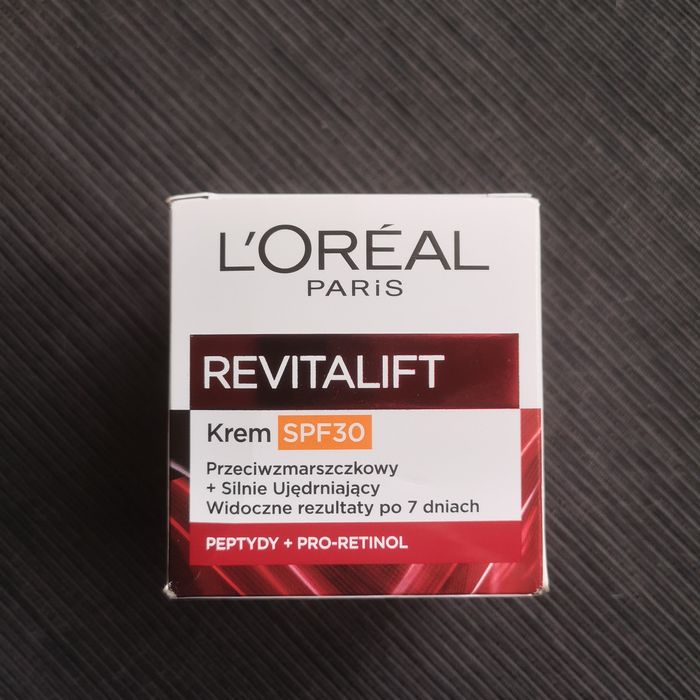 L'ORÉAL
PARiS
REVITALIFT
Krem SPF30
Przeciwzmarszczkowy
+ Silnie Ujędrniający
Widoczne rezultaty po 7 dniach
PEPTYDY + PRO-RETINOL